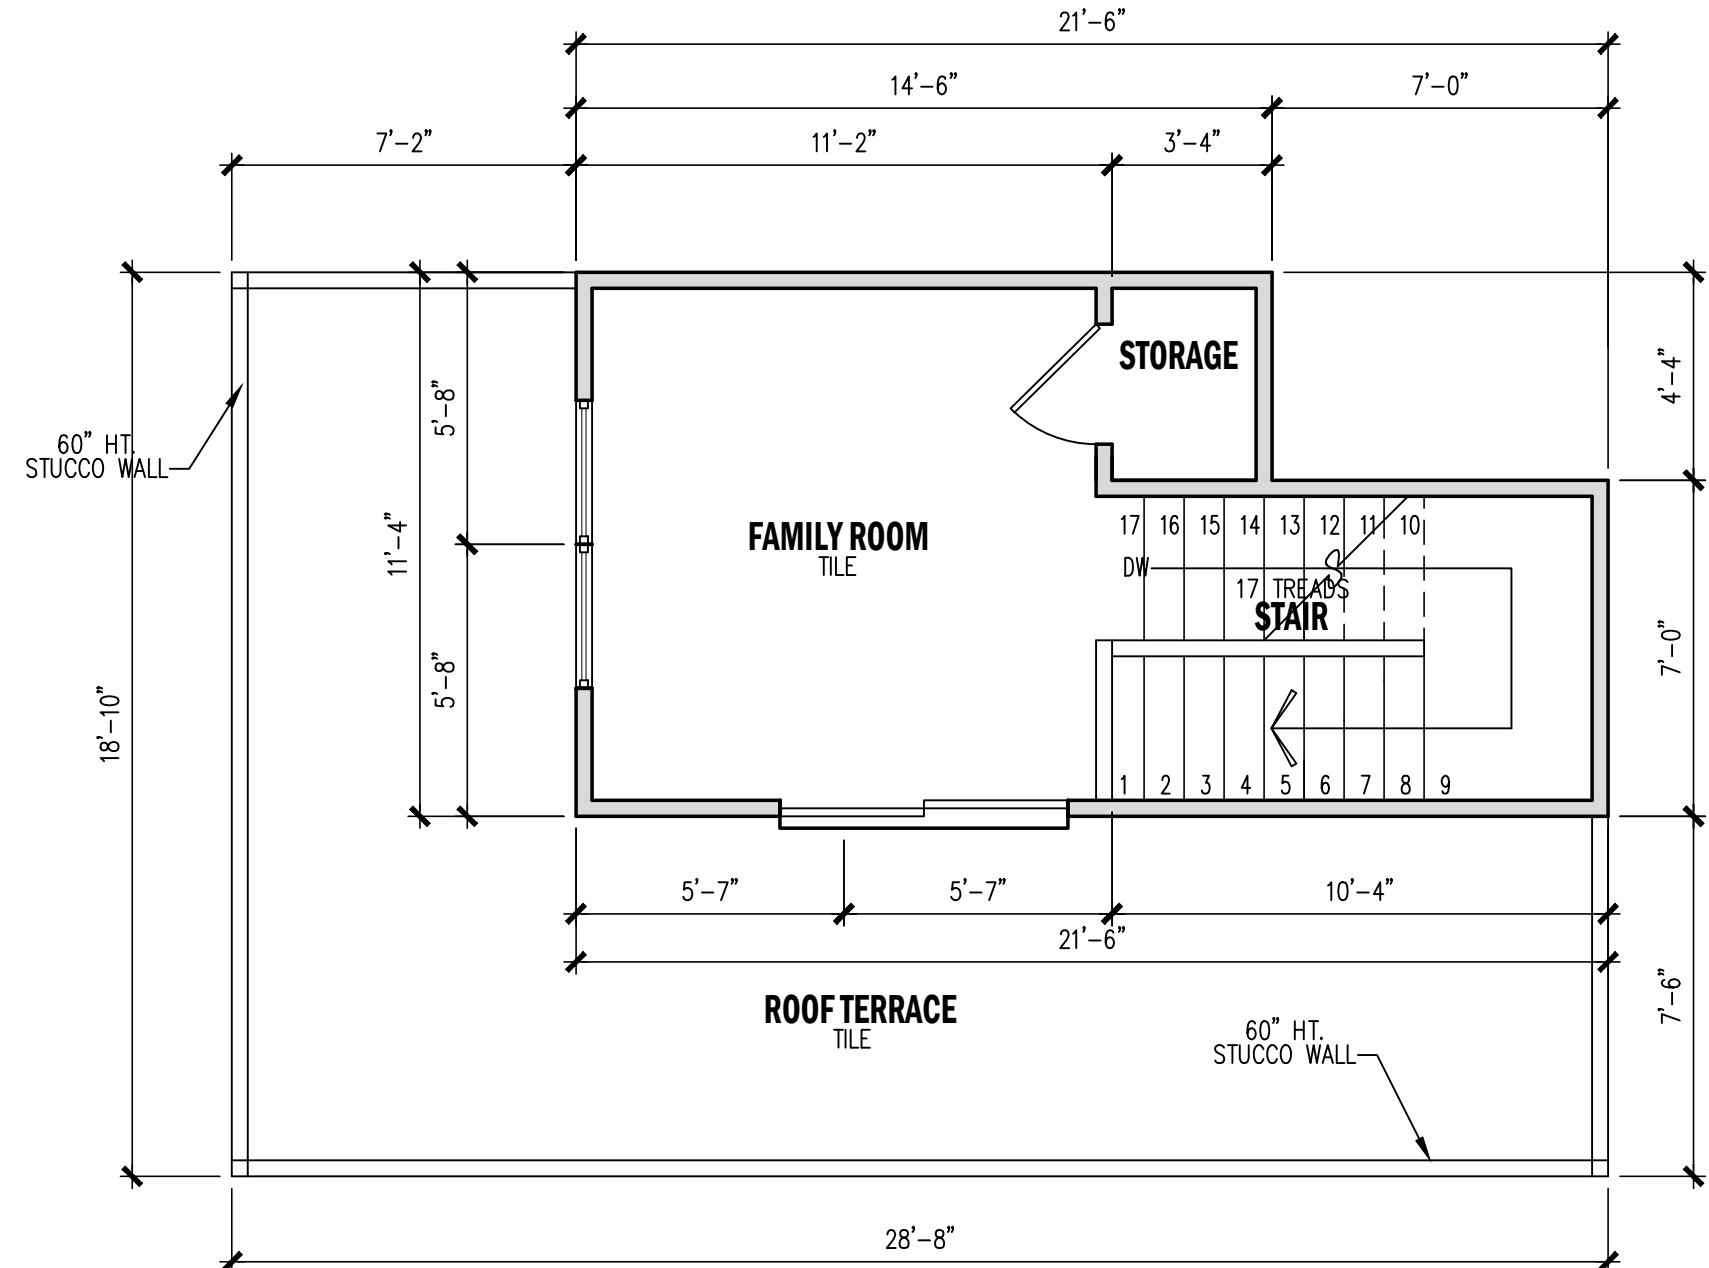 21'-6"
14'-6"
7'-0"
7'-2"
11'-2"
3'-4"
STORAGE
4'-4"
5'-8"
60" HT.
STUCCO WALL
11'-4"
FAMILY ROOM
TILE
17 16 15 14 13 12 11 10
DW
17 TREADS
STAIR
7'-0"
5'-8"
18'-10"
1 2 3 4 5 6 7 8 9
5'-7"
5'-7"
10'-4"
21'-6"
7'-6"
ROOF TERRACE
TILE
60" HT.
STUCCO WALL
28'-8"